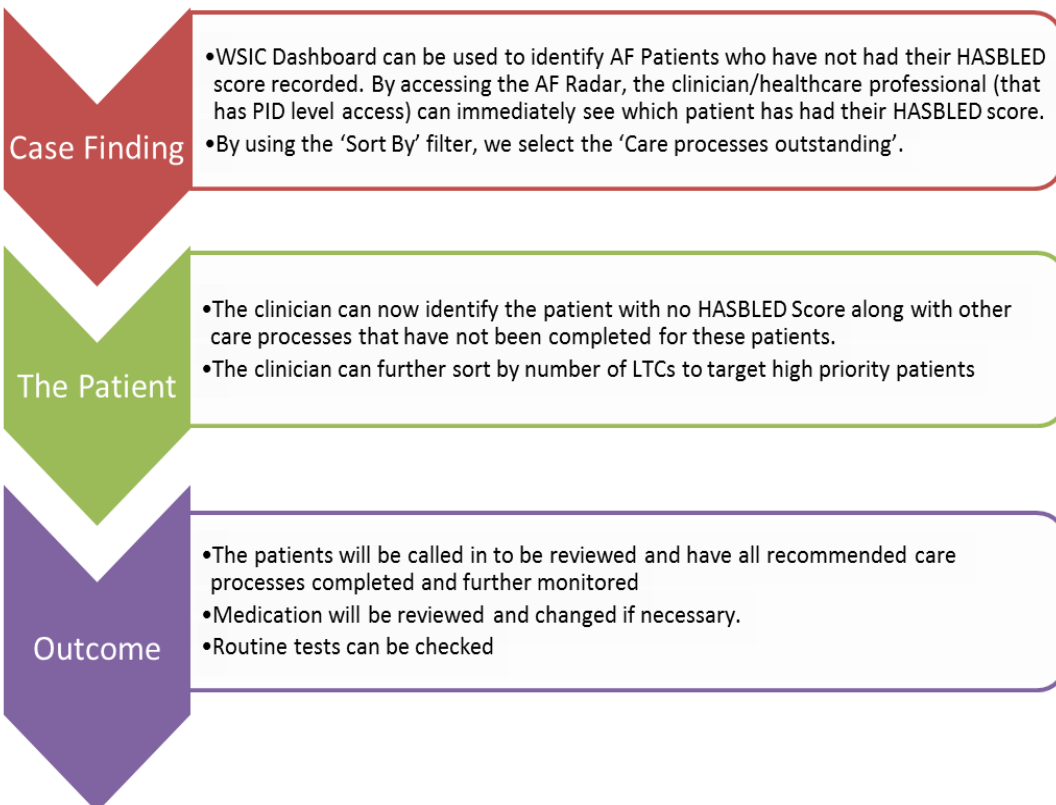 Case Finding
•WSIC Dashboard can be used to identify AF Patients who have not had their HASBLED
score recorded. By accessing the AF Radar, the clinician/healthcare professional (that
has PID level access) can immediately see which patient has had their HASBLED score.
•By using the ‘Sort By’ filter, we select the ‘Care processes outstanding’.
The Patient
•The clinician can now identify the patient with no HASBLED Score along with other
care processes that have not been completed for these patients.
•The clinician can further sort by number of LTCs to target high priority patients
Outcome
•The patients will be called in to be reviewed and have all recommended care
processes completed and further monitored
•Medication will be reviewed and changed if necessary.
•Routine tests can be checked